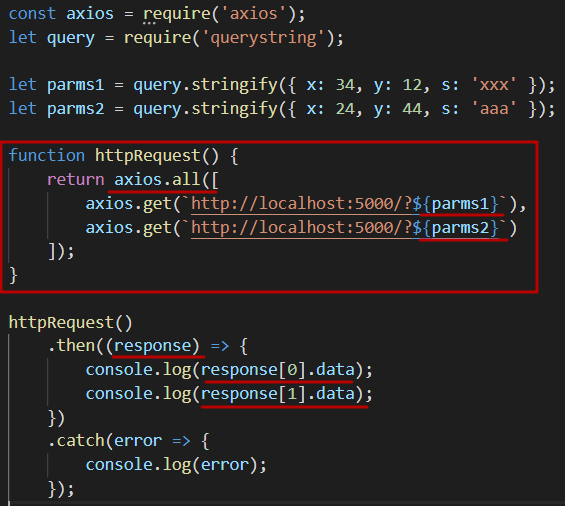 const axios = require('axios');
let query = require('querystring');
let parms1 = query.stringify({ x: 34, y: 12, s: 'xxx' });
let parms2 = query.stringify({ x: 24, y: 44, s: 'aaa' });
function httpRequest() {
return axios.all([
axios.get(`http://localhost:5000/?${parms1}`),
axios.get(`http://localhost:5000/?${parms2}`)
]);
}
httpRequest()
.then((response) => {
console.log(response[0].data);
console.log(response[1].data);
})
.catch(error => {
console.log(error);
});